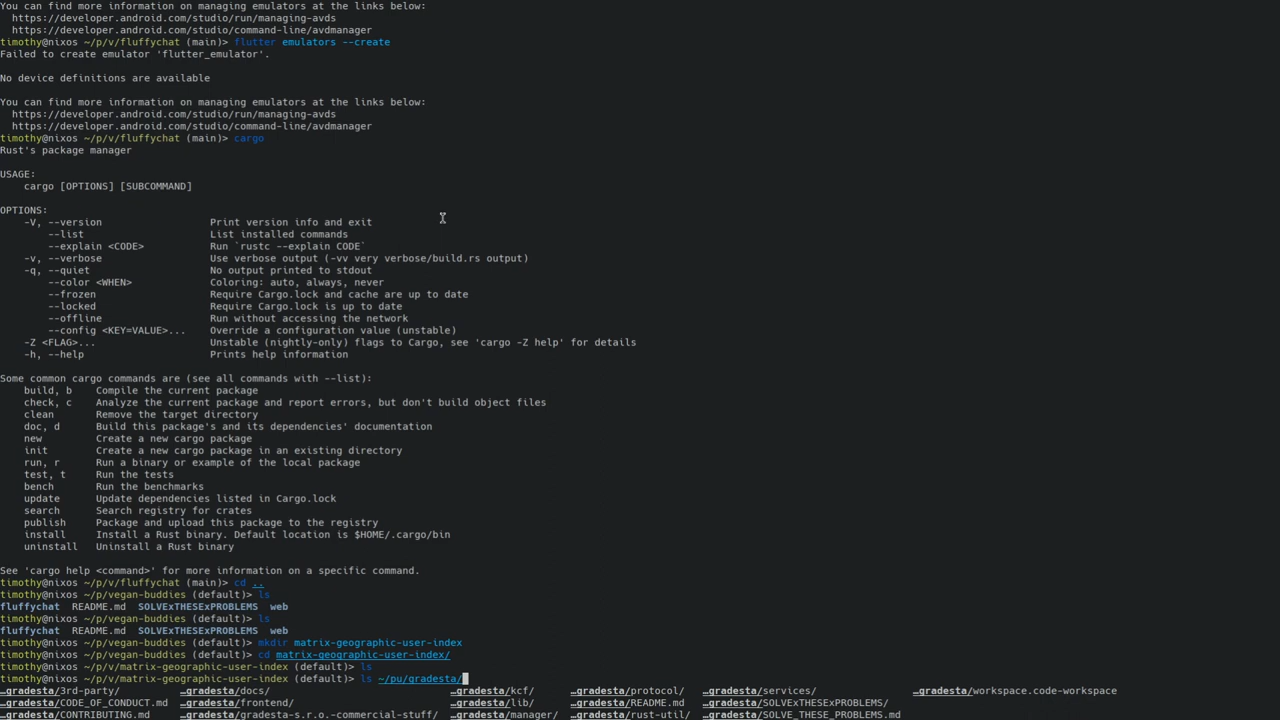 You can find more information on managing emulators at the links below:
  https://developer.android.com/studio/run/managing-avds
  https://developer.android.com/studio/command-line/avdmanager
timothy@nixos ~/p/v/fluffychat (main)> flutter emulators --create
Failed to create emulator 'flutter_emulator'.
No device definitions are available
You can find more information on managing emulators at the links below:
  https://developer.android.com/studio/run/managing-avds
  https://developer.android.com/studio/command-line/avdmanager
timothy@nixos ~/p/v/fluffychat (main)> cargo
Rust's package manager
USAGE:
    cargo [OPTIONS] [SUBCOMMAND]
OPTIONS:
    -V, --version               Print version info and exit
        --list                  List installed commands
        --explain <CODE>        Run `rustc --explain CODE`
    -v, --verbose               Use verbose output (-vv very verbose/build.rs output)
    -q, --quiet                 No output printed to stdout
        --color <WHEN>          Coloring: auto, always, never
        --frozen                Require Cargo.lock and cache are up to date
        --locked                Require Cargo.lock is up to date
        --offline               Run without accessing the network
        --config <KEY=VALUE>... Override a configuration value (unstable)
    -Z <FLAG>...                Unstable (nightly-only) flags to Cargo, see 'cargo -Z help' for details
    -h, --help                  Prints help information
Some common cargo commands are (see all commands with --list):
    build, b    Compile the current package
    check, c    Analyze the current package and report errors, but don't build object files
    clean       Remove the target directory
    doc, d      Build this package's and its dependencies' documentation
    new         Create a new cargo package
    init        Create a new cargo package in an existing directory
    run, r      Run a binary or example of the local package
    test, t     Run the tests
    bench       Run the benchmarks
    update      Update dependencies listed in Cargo.lock
    search      Search registry for crates
    publish     Package and upload this package to the registry
    install     Install a Rust binary. Default location is $HOME/.cargo/bin
    uninstall   Uninstall a Rust binary
See 'cargo help <command>' for more information on a specific command.
timothy@nixos ~/p/v/fluffychat (main)> cd ..
timothy@nixos ~/p/vegan-buddies (default)> ls
fluffychat  README.md  SOLVExTHESExPROBLEMS  web
timothy@nixos ~/p/vegan-buddies (default)> ls
fluffychat  README.md  SOLVExTHESExPROBLEMS  web
timothy@nixos ~/p/vegan-buddies (default)> mkdir matrix-geographic-user-index
timothy@nixos ~/p/vegan-buddies (default)> cd matrix-geographic-user-index/
timothy@nixos ~/p/v/matrix-geographic-user-index (default)> ls
timothy@nixos ~/p/v/matrix-geographic-user-index (default)> ls ~/pu/gradesta/
…gradesta/3rd-party/  …gradesta/docs/  …gradesta/kcf/  …gradesta/protocol/  …gradesta/services/  …gradesta/workspace.code-workspace
…gradesta/CODE_OF_CONDUCT.md  …gradesta/frontend/  …gradesta/lib/  …gradesta/README.md  …gradesta/SOLVExTHESExPROBLEMS/
…gradesta/CONTRIBUTING.md  …gradesta/gradesta-s.r.o.-commercial-stuff/  …gradesta/manager/  …gradesta/rust-util/  …gradesta/SOLVE_THESE_PROBLEMS.md